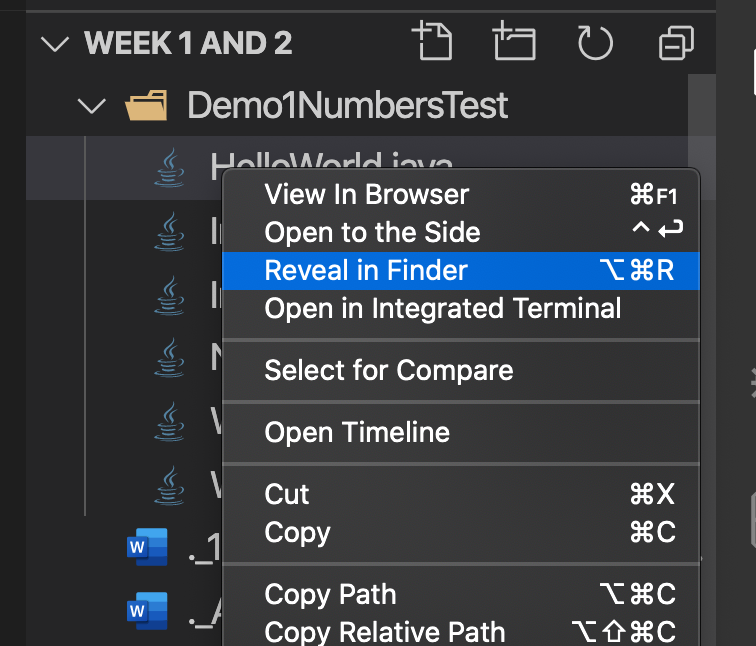 WEEK 1 AND 2
Demo1NumbersTest
HelloWorld.java
View In Browser ⌘F1
Open to the Side ^↩
Reveal in Finder ⌥⌘R
Open in Integrated Terminal
Select for Compare
Open Timeline
Cut ⌘X
Copy ⌘C
W ._1
Copy Path ⌥⌘C
W ._A
Copy Relative Path ⌥⇧⌘C